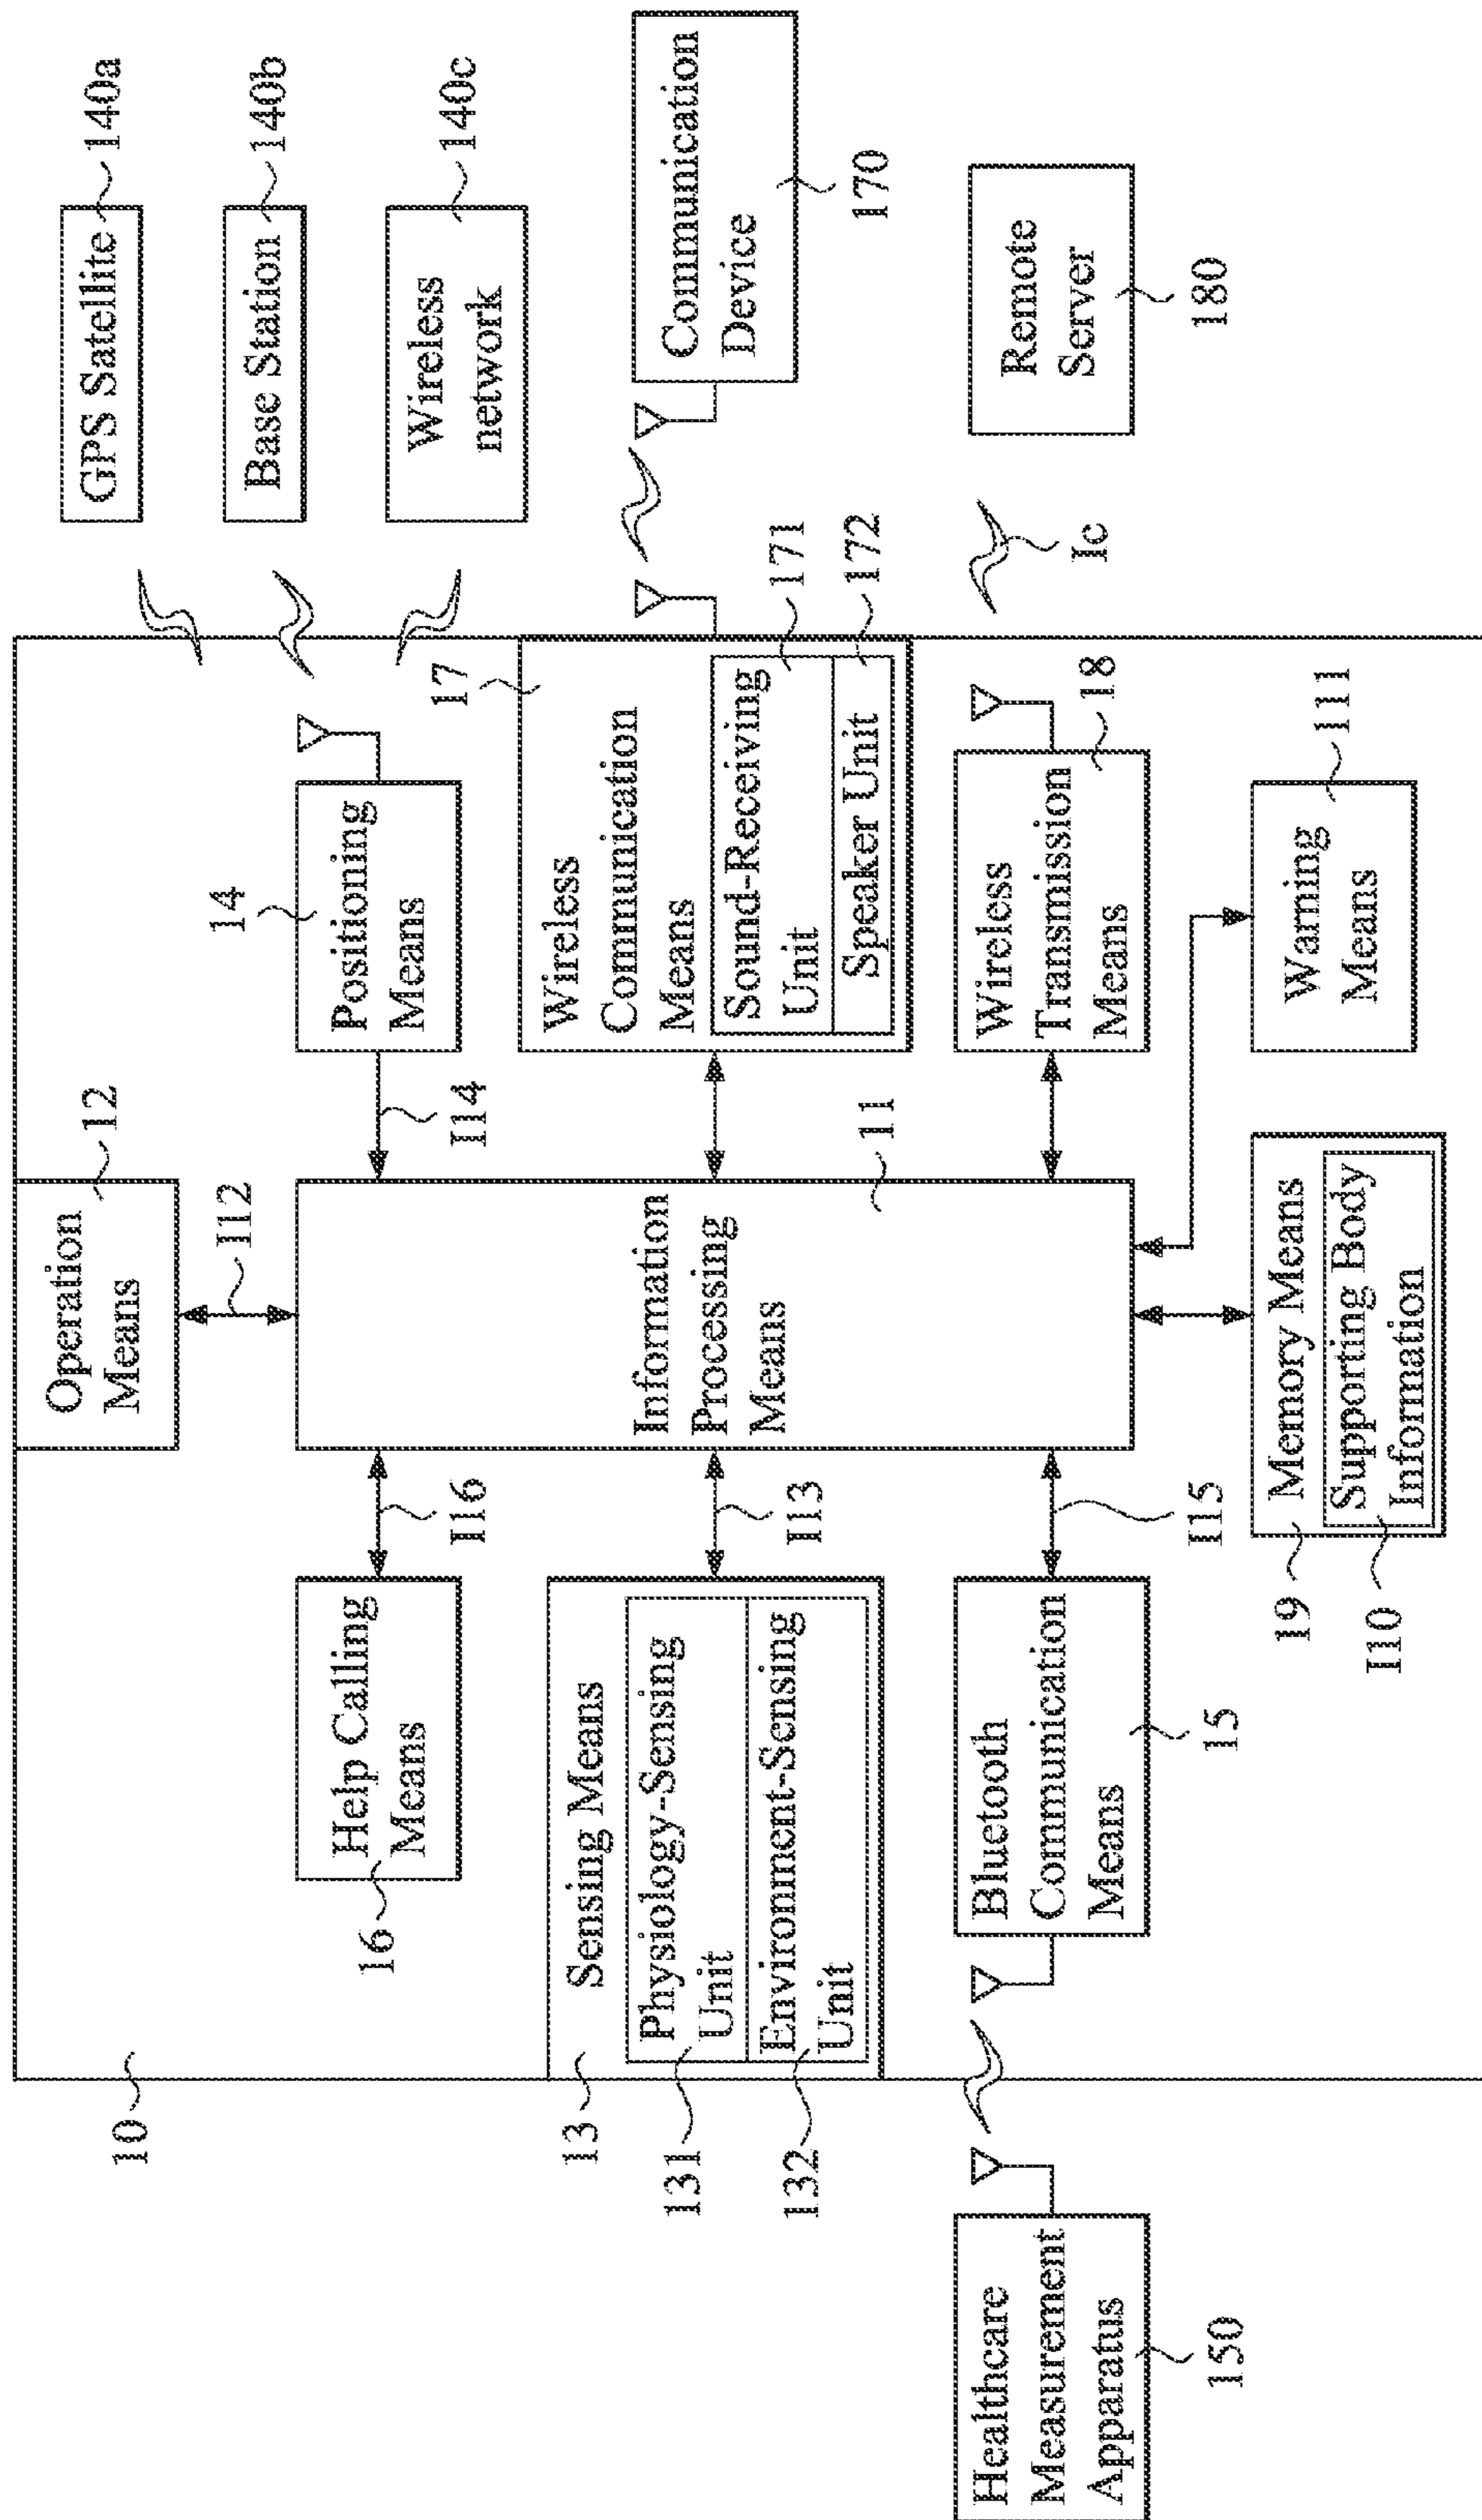 10
Operation
Means
12
I12
GPS Satellite
140a
Base Station
140b
Wireless
network
140c
Help Calling
Means
16
I16
Positioning
Means
14
I14
Information
Processing
Means
11
Sensing Means
Physiology-Sensing
Unit
Environment-Sensing
Unit
13
131
132
I13
17
Wireless
Communication
Means
Sound-Receiving
Unit
Speaker Unit
171
172
Communication
Device
170
Healthcare
Measurement
Apparatus
150
Bluetooth
Communication
Means
15
I15
Wireless
Transmission
Means
18
Ic
Remote
Server
180
Memory Means
Supporting Body
Information
19
I10
Warning
Means
111